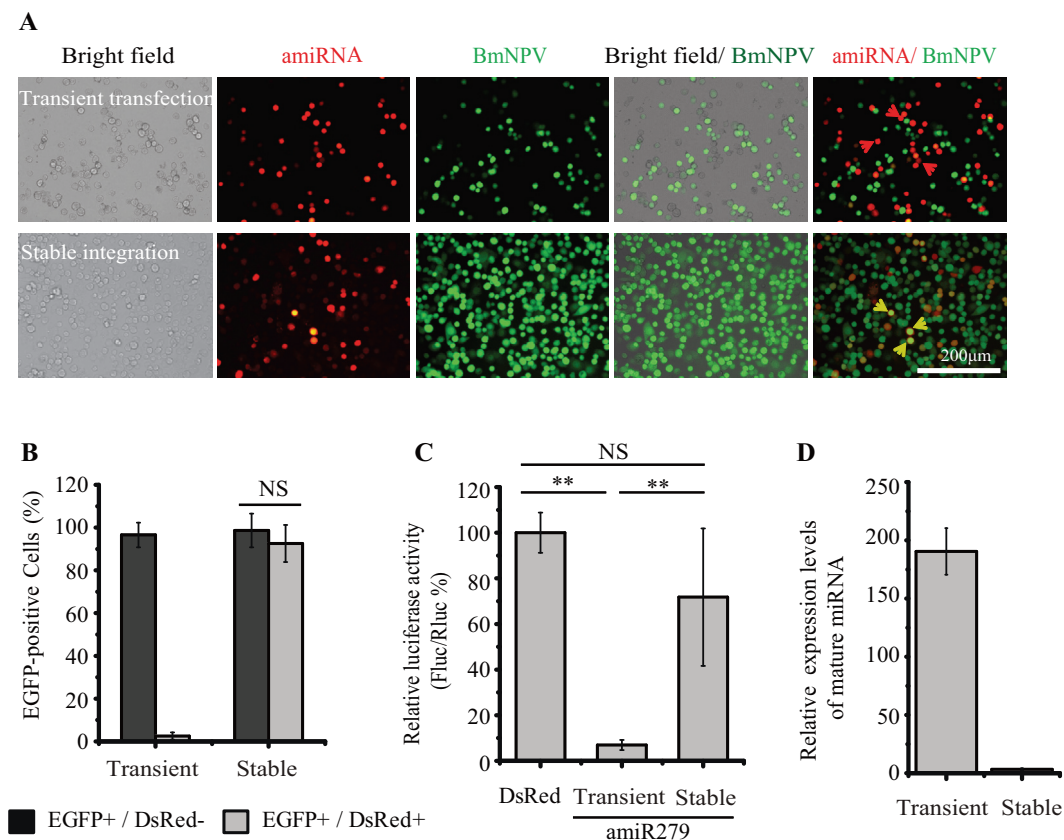 A
Bright field amiRNA BmNPV Bright field/ BmNPV amiRNA/ BmNPV
Transient transfection
Stable integration
200μm
B
EGFP-positive Cells (%)
120
100
80
60
40
20
0
NS
Transient Stable
EGFP+ / DsRed- EGFP+ / DsRed+
C
Relative luciferase activity
(Fluc/Rluc %)
120
100
80
60
40
20
0
NS
** **
DsRed Transient Stable
amiR279
D
Relative expression levels
of mature miRNA
250
200
150
100
50
0
Transient Stable